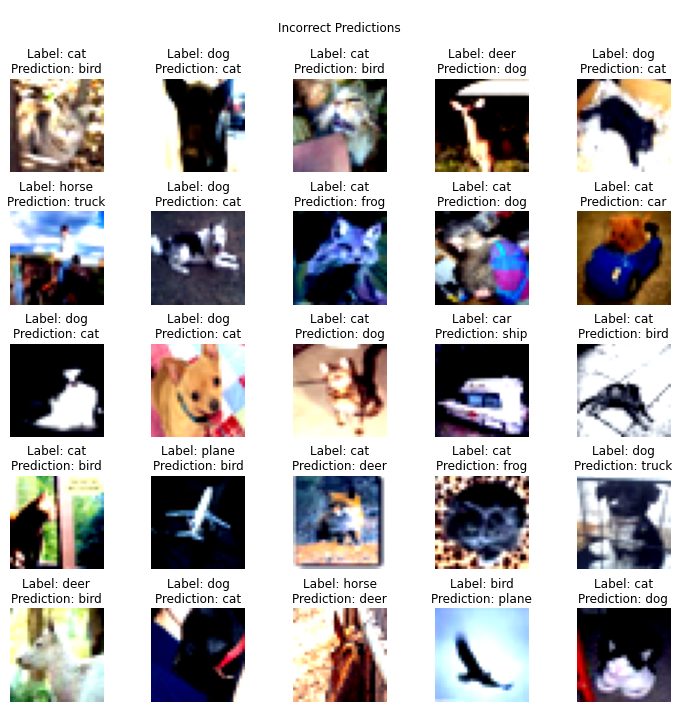 Incorrect Predictions
Label: cat
Prediction: bird
Label: dog
Prediction: cat
Label: cat
Prediction: bird
Label: deer
Prediction: dog
Label: dog
Prediction: cat
Label: horse
Prediction: truck
Label: dog
Prediction: cat
Label: cat
Prediction: frog
Label: cat
Prediction: dog
Label: cat
Prediction: car
Label: dog
Prediction: cat
Label: dog
Prediction: cat
Label: cat
Prediction: dog
Label: car
Prediction: ship
Label: cat
Prediction: bird
Label: cat
Prediction: bird
Label: plane
Prediction: bird
Label: cat
Prediction: deer
Label: cat
Prediction: frog
Label: dog
Prediction: truck
Label: deer
Prediction: bird
Label: dog
Prediction: cat
Label: horse
Prediction: deer
Label: bird
Prediction: plane
Label: cat
Prediction: dog